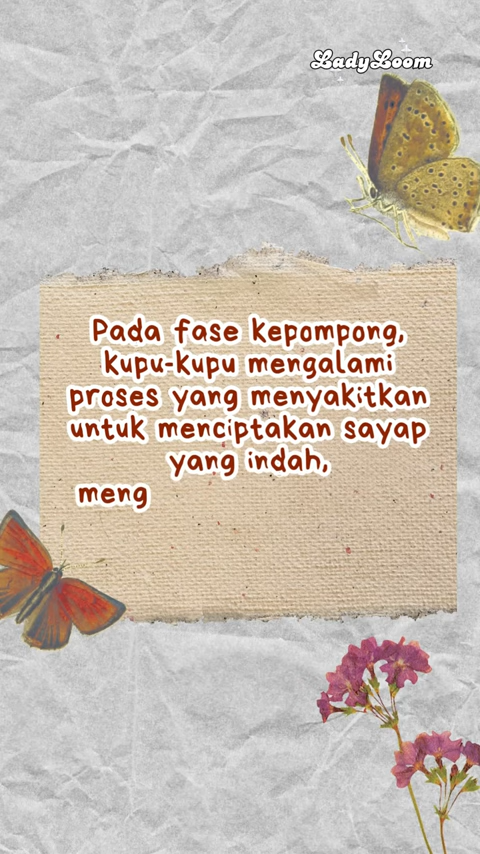 LadyLoom
Pada fase kepompong,
kupu-kupu mengalami
proses yang menyakitkan
untuk menciptakan sayap
yang indah,
meng